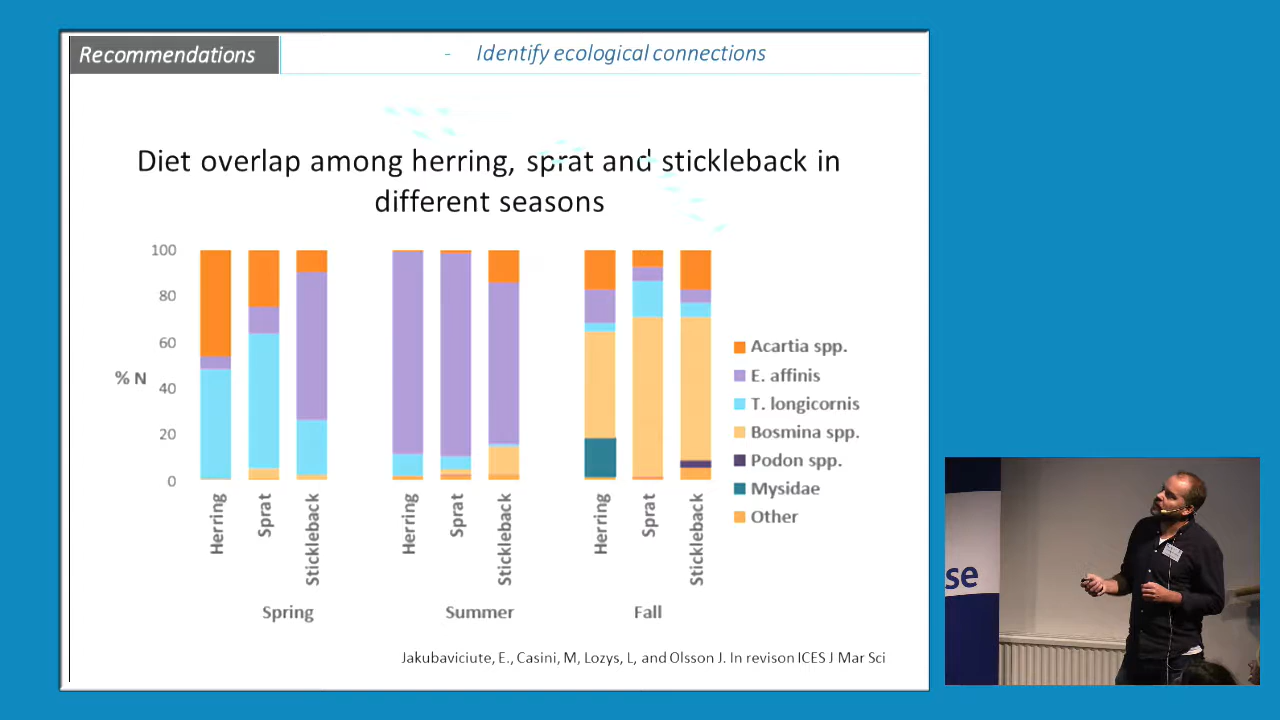 Recommendations
- Identify ecological connections
Diet overlap among herring, sprat and stickleback in
different seasons
100
80
60
40
20
0
% N
Herring
Sprat
Stickleback
Herring
Sprat
Stickleback
Herring
Sprat
Stickleback
Spring
Summer
Fall
Acartia spp.
E. affinis
T. longicornis
Bosmina spp.
Podon spp.
Mysidae
Other
Jakubaviciute, E., Casini, M, Lozys, L, and Olsson J. In revison ICES J Mar Sci
se